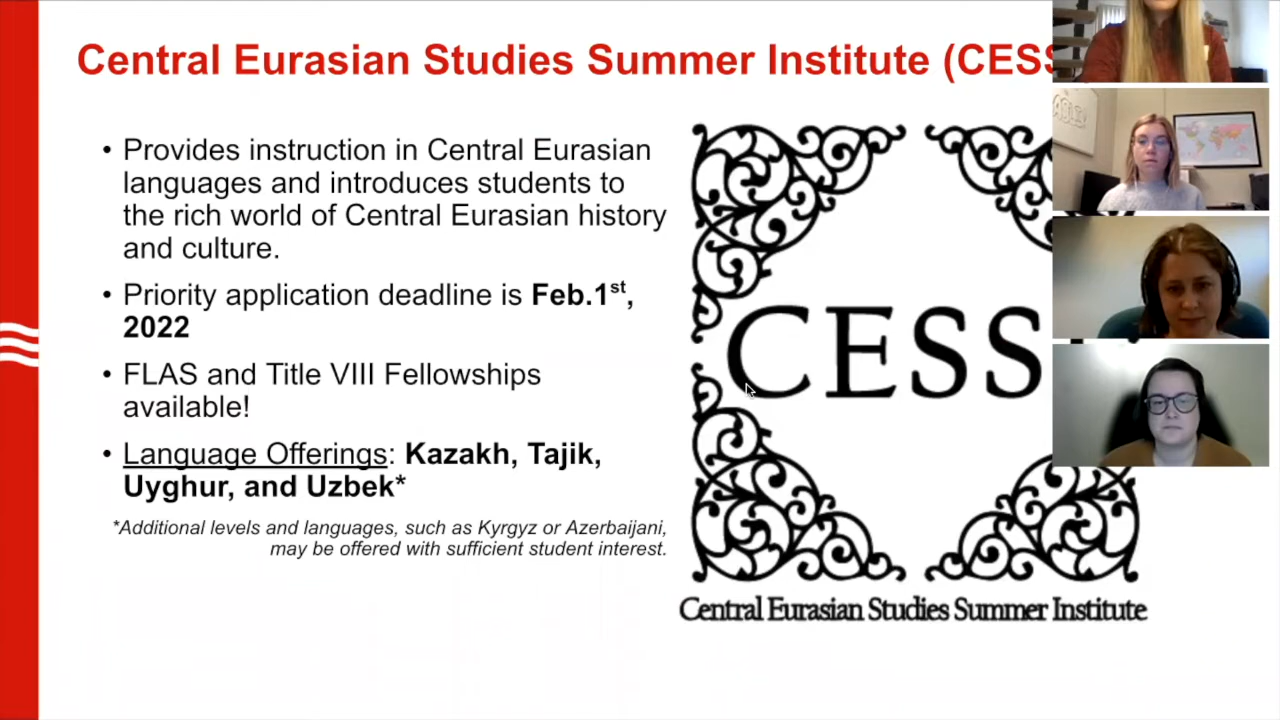 Central Eurasian Studies Summer Institute (CESS
• Provides instruction in Central Eurasian
languages and introduces students to
the rich world of Central Eurasian history
and culture.
• Priority application deadline is Feb.1st,
2022
• FLAS and Title VIII Fellowships
available!
• Language Offerings: Kazakh, Tajik,
Uyghur, and Uzbek*
*Additional levels and languages, such as Kyrgyz or Azerbaijani,
may be offered with sufficient student interest.
CESS
Central Eurasian Studies Summer Institute